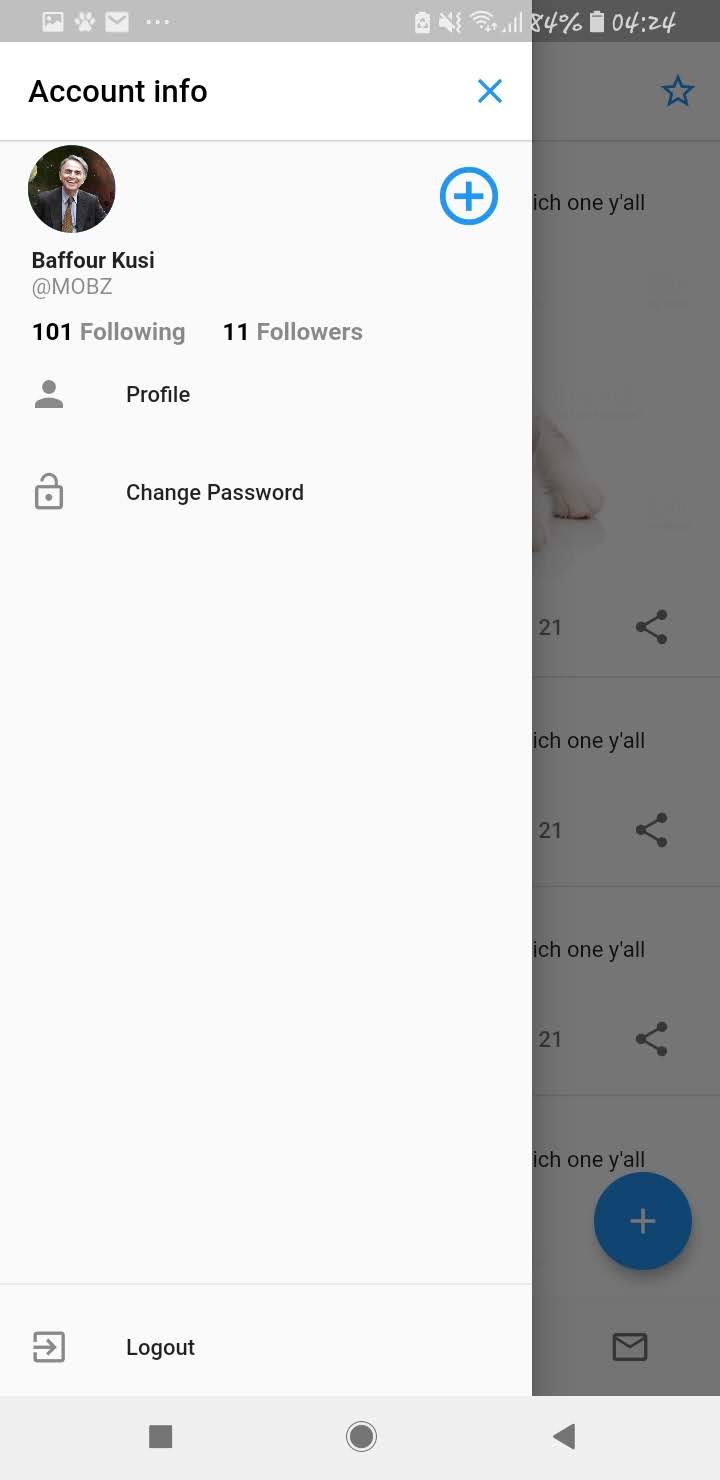 84% 04:24
Account info
ich one y'all
Baffour Kusi
@MOBZ
101 Following 11 Followers
Profile
Change Password
21
ich one y'all
21
ich one y'all
21
ich one y'all
Logout